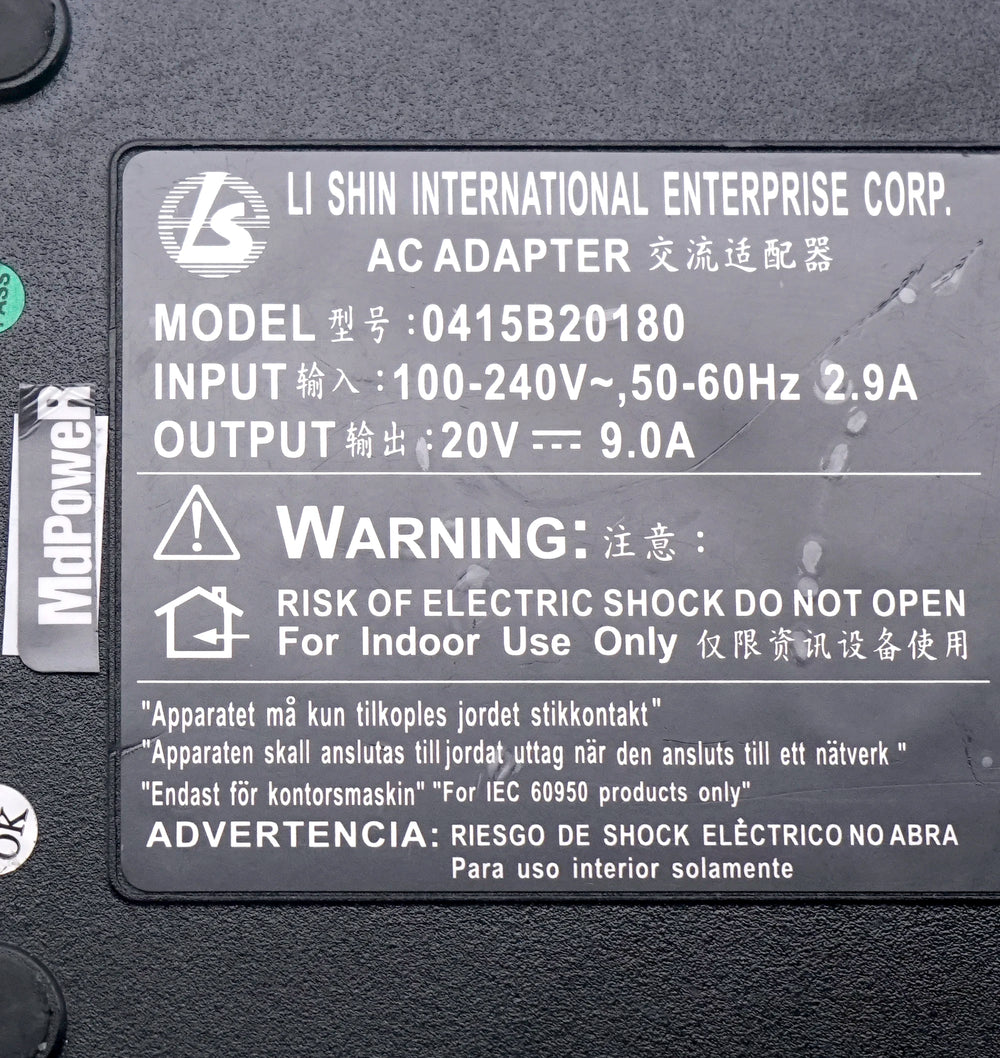 LS
LI SHIN INTERNATIONAL ENTERPRISE CORP.
AC ADAPTER 交流适配器
MODEL 型号 :0415B20180
INPUT 输入 :100-240V~,50-60Hz 2.9A
OUTPUT 输出 :20V ⎓ 9.0A
WARNING: 注意 :
RISK OF ELECTRIC SHOCK DO NOT OPEN
For Indoor Use Only 仅限资讯设备使用
"Apparatet må kun tilkoples jordet stikkontakt"
"Apparaten skall anslutas till jordat uttag när den ansluts till ett nätverk "
"Endast för kontorsmaskin" "For IEC 60950 products only"
ADVERTENCIA: RIESGO DE SHOCK ELÉCTRICO NO ABRA
Para uso interior solamente
MdPoweR
OK